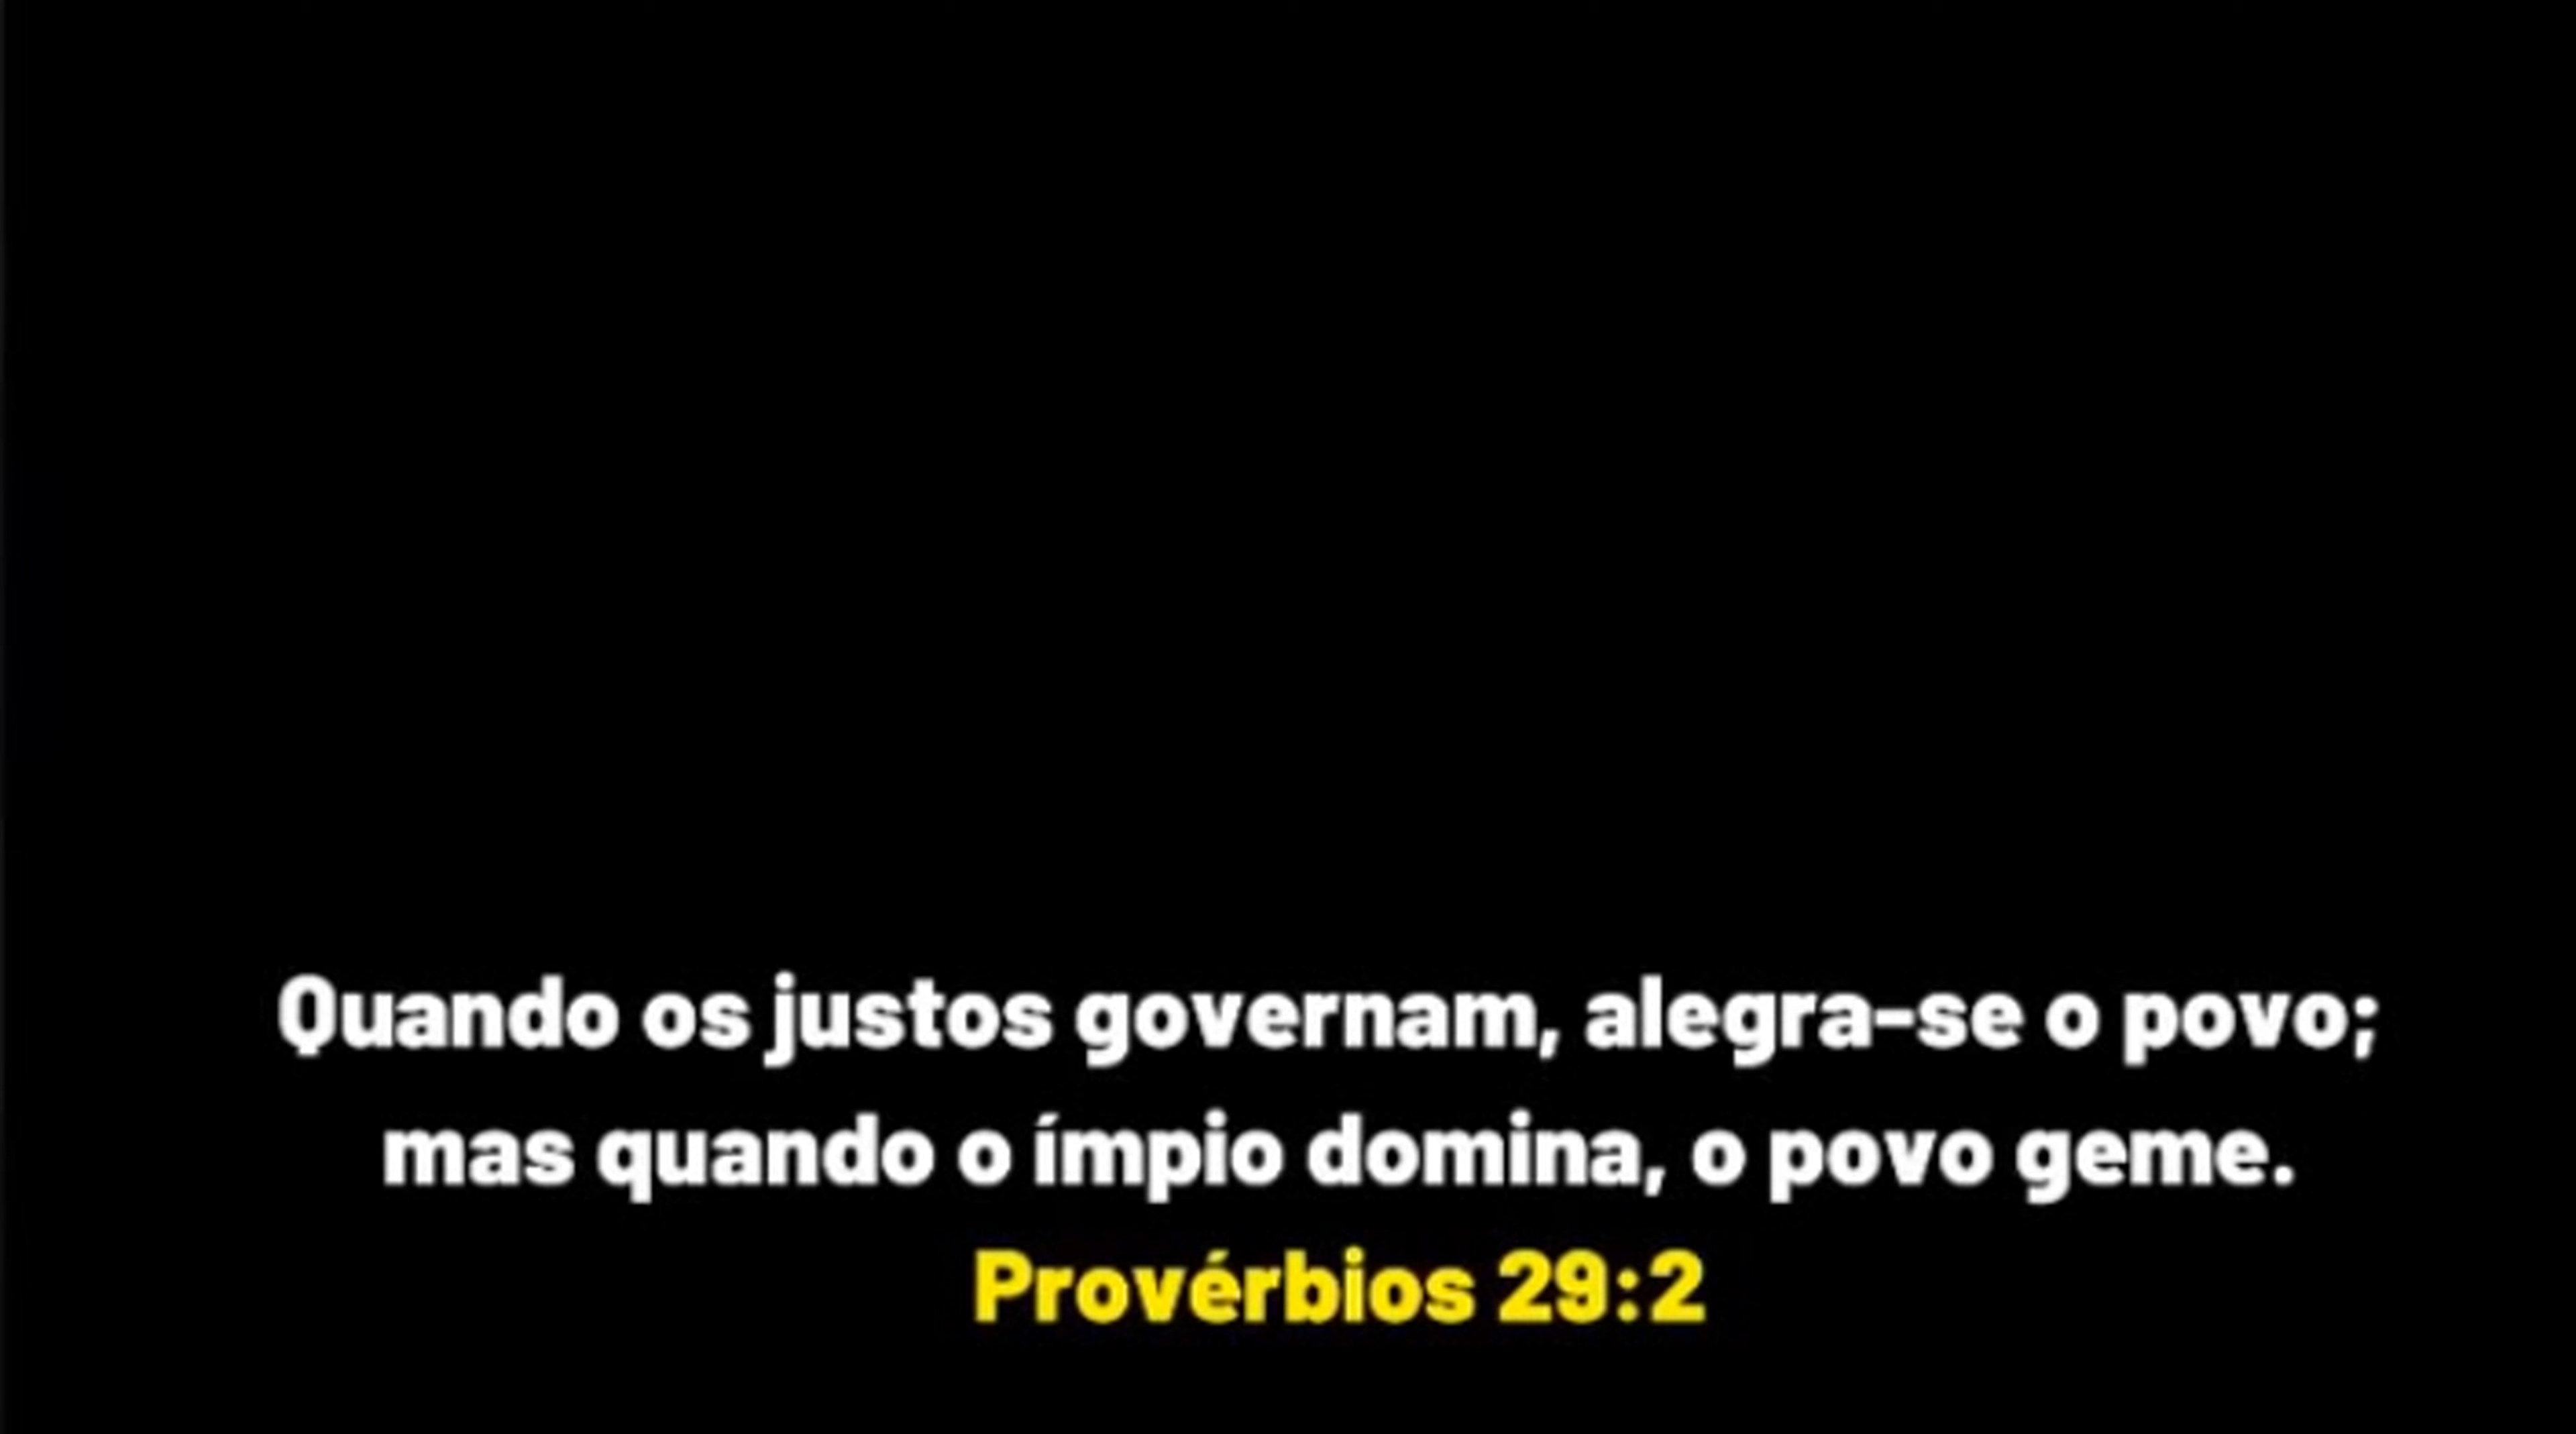 Quando os justos governam, alegra-se o povo;
mas quando o ímpio domina, o povo geme.
Provérbios 29:2